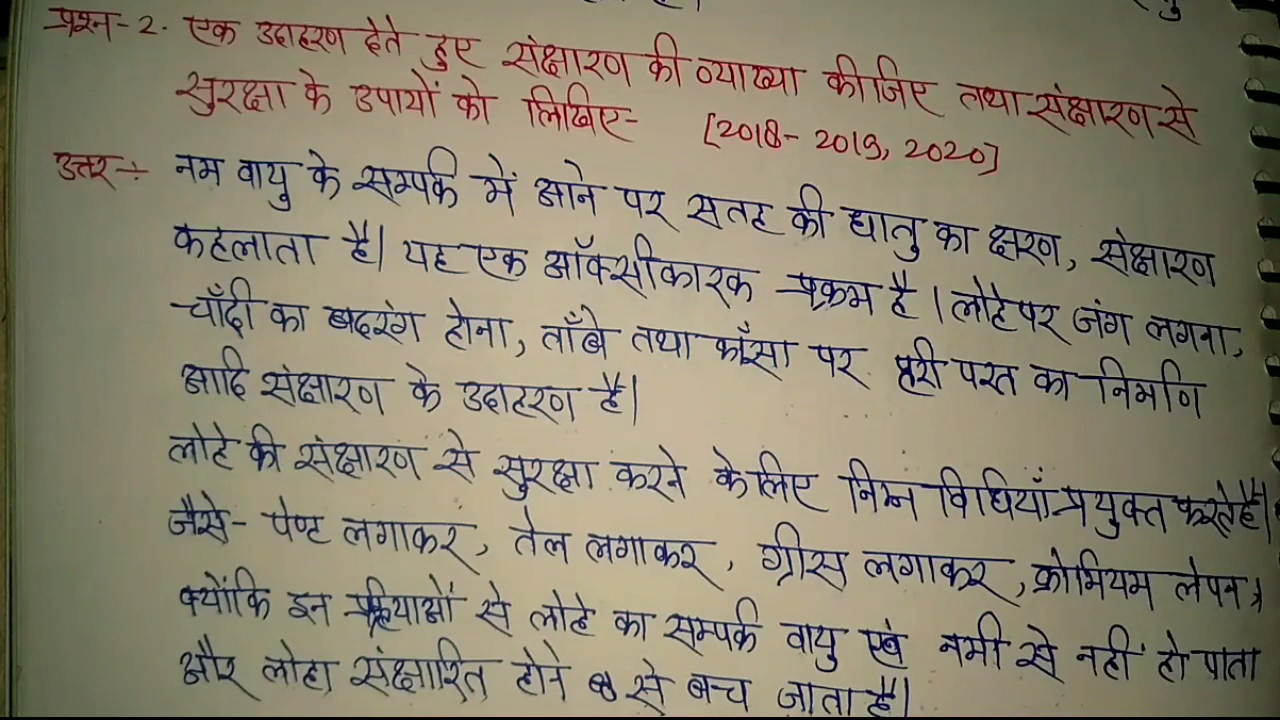 प्रश्न-2. एक उदाहरण देते हुए संक्षारण की व्याख्या कीजिए तथा संक्षारण से
सुरक्षा के उपायों को लिखिए- [2018-2019, 2020]
उत्तर÷ नम वायु के सम्पर्क में आने पर सतह की धातु का क्षरण, संक्षारण
कहलाता है। यह एक ऑक्सीकारक प्रक्रम है। लोहे पर जंग लगना,
चाँदी का बदरंग होना, ताँबे तथा काँसा पर हरी परत का निर्माण
आदि संक्षारण के उदाहरण है।
लोहे की संक्षारण से सुरक्षा करने के लिए निम्न विधियाँ प्रयुक्त करते है।
जैसे- पेण्ट लगाकर, तेल लगाकर, ग्रीस लगाकर, क्रोमियम लेपन,
क्योंकि इन क्रियाओं से लोहे का सम्पर्क वायु एवं नमी से नहीं हो पाता
और लोहा संक्षारित होने से बच जाता है।